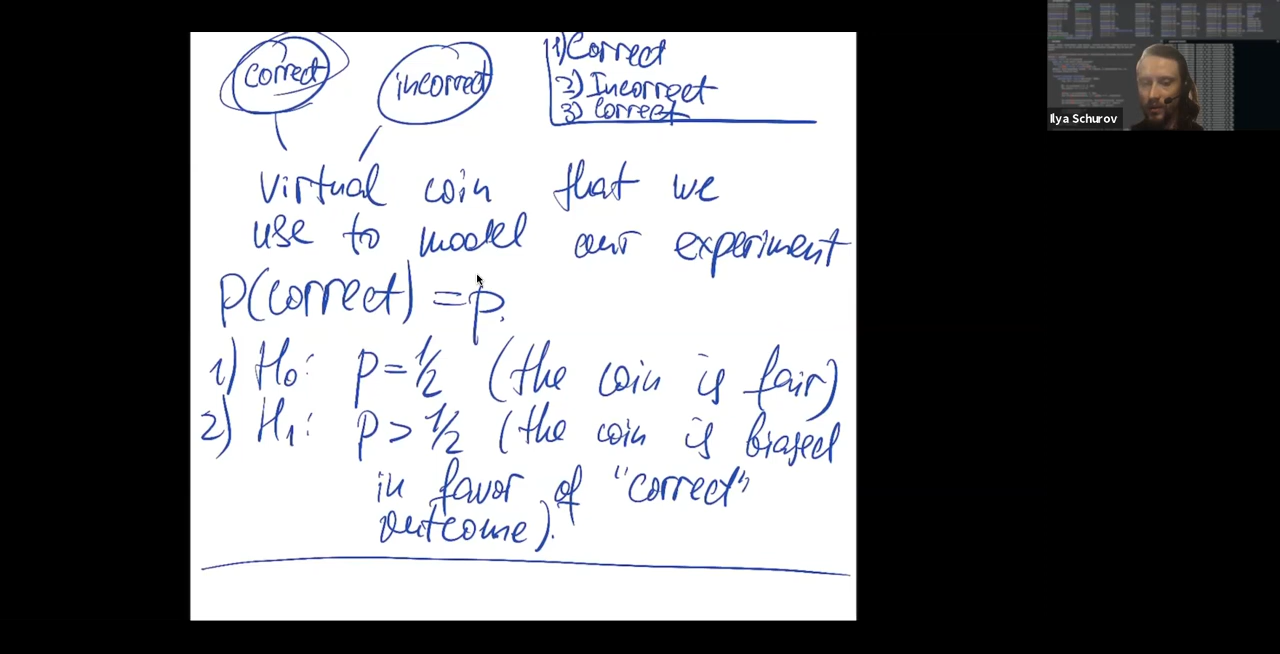 correct
incorrect
1) Correct
2) Incorrect
3) Correct
virtual coin that we
use to model our experiment
P(correct) = p.
1) H₀: p = 1/2 (the coin is fair)
2) H₁: p > 1/2 (the coin is biased
in favor of "correct"
outcome).
Ilya Schurov